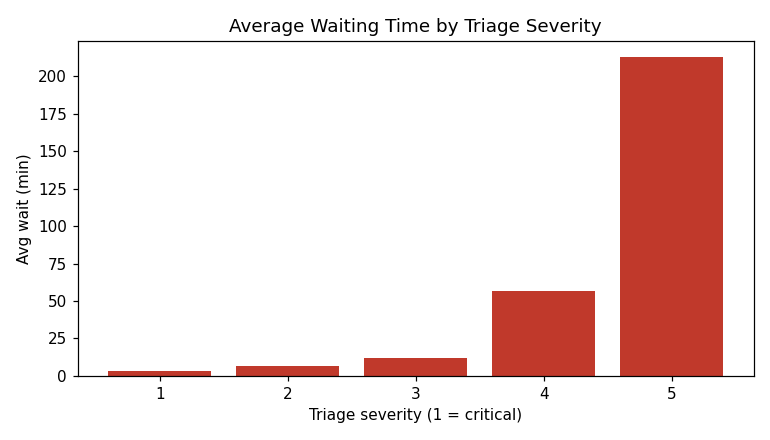 Average Waiting Time by Triage Severity
Avg wait (min)
200
175
150
125
100
75
50
25
0
1 2 3 4 5
Triage severity (1 = critical)